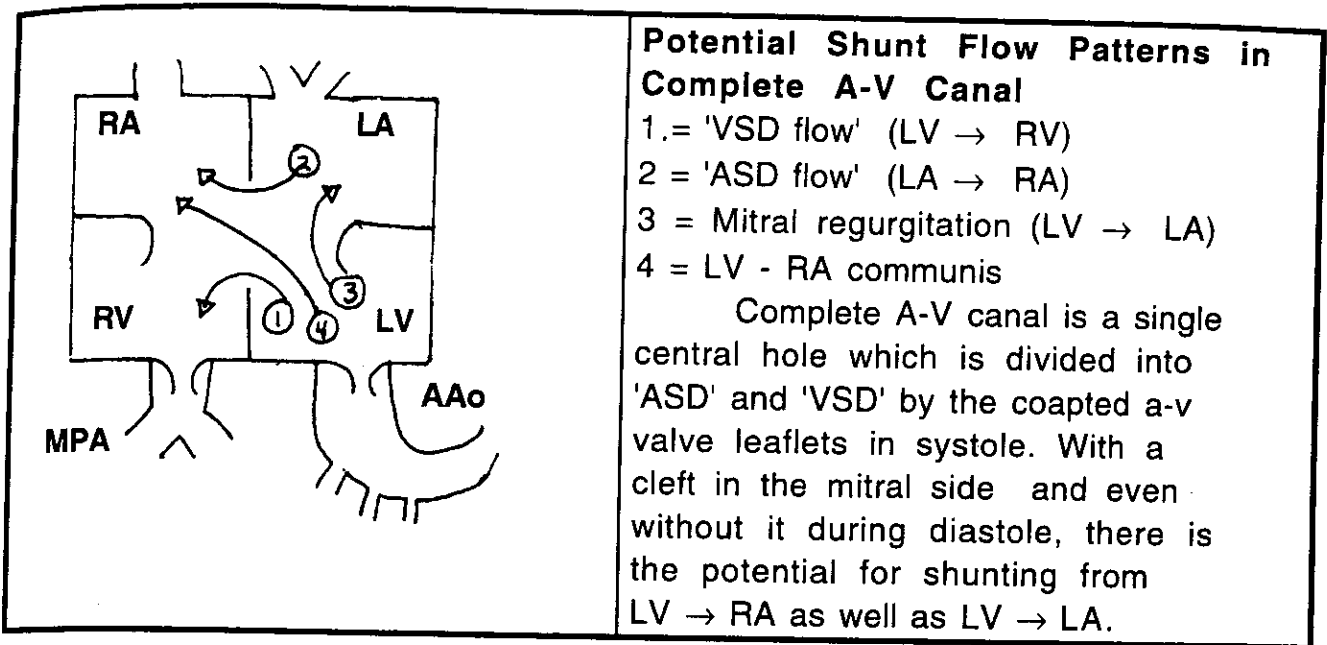 RA
LA
2
3
RV
1
4
LV
AAo
MPA
Potential Shunt Flow Patterns in
Complete A-V Canal
1.= 'VSD flow' (LV → RV)
2 = 'ASD flow' (LA → RA)
3 = Mitral regurgitation (LV → LA)
4 = LV - RA communis
Complete A-V canal is a single
central hole which is divided into
'ASD' and 'VSD' by the coapted a-v
valve leaflets in systole. With a
cleft in the mitral side and even
without it during diastole, there is
the potential for shunting from
LV → RA as well as LV → LA.